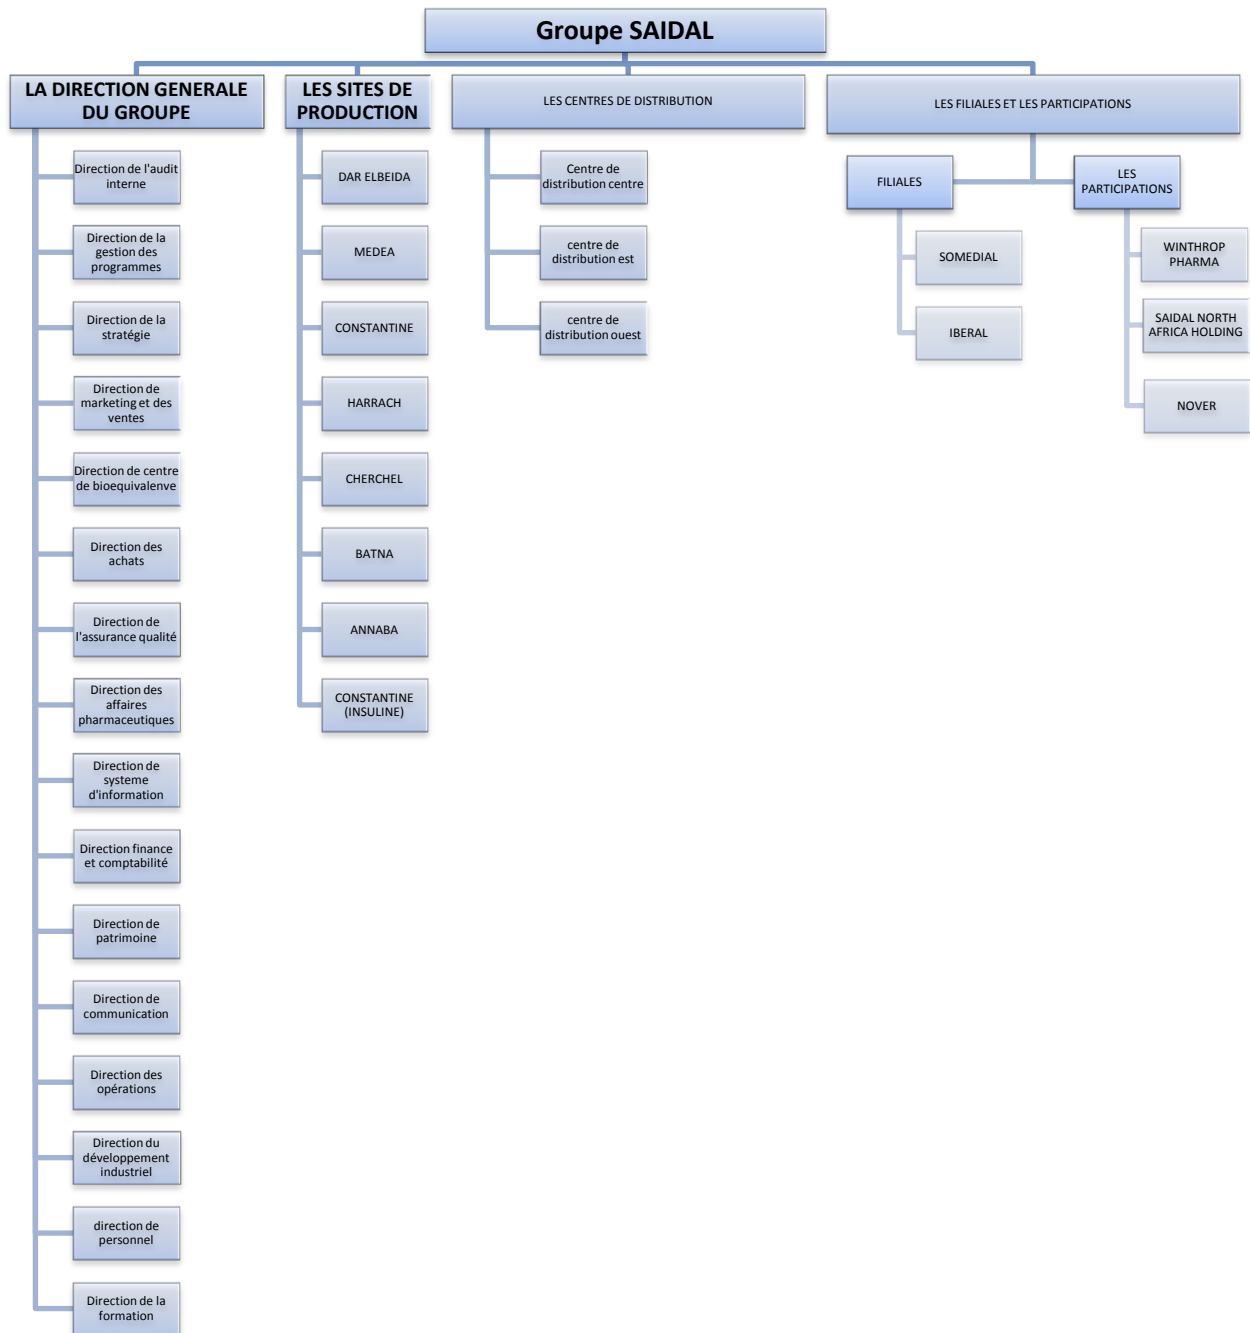 Groupe SAIDAL
LA DIRECTION GENERALE
DU GROUPE
Direction de l'audit
interne
Direction de la
gestion des
programmes
Direction de la
stratégie
Direction de
marketing et des
ventes
Direction de centre
de bioequivalenve
Direction des
achats
Direction de
l'assurance qualité
Direction des
affaires
pharmaceutiques
Direction de
systeme
d'information
Direction finance
et comptabilité
Direction de
patrimoine
Direction de
communication
Direction des
opérations
Direction du
développement
industriel
direction de
personnel
Direction de la
formation
LES SITES DE
PRODUCTION
DAR ELBEIDA
MEDEA
CONSTANTINE
HARRACH
CHERCHEL
BATNA
ANNABA
CONSTANTINE
(INSULINE)
LES CENTRES DE DISTRIBUTION
Centre de
distribution centre
centre de
distribution est
centre de
distribution ouest
LES FILIALES ET LES PARTICIPATIONS
FILIALES
SOMEDIAL
IBERAL
LES
PARTICIPATIONS
WINTHROP
PHARMA
SAIDAL NORTH
AFRICA HOLDING
NOVER